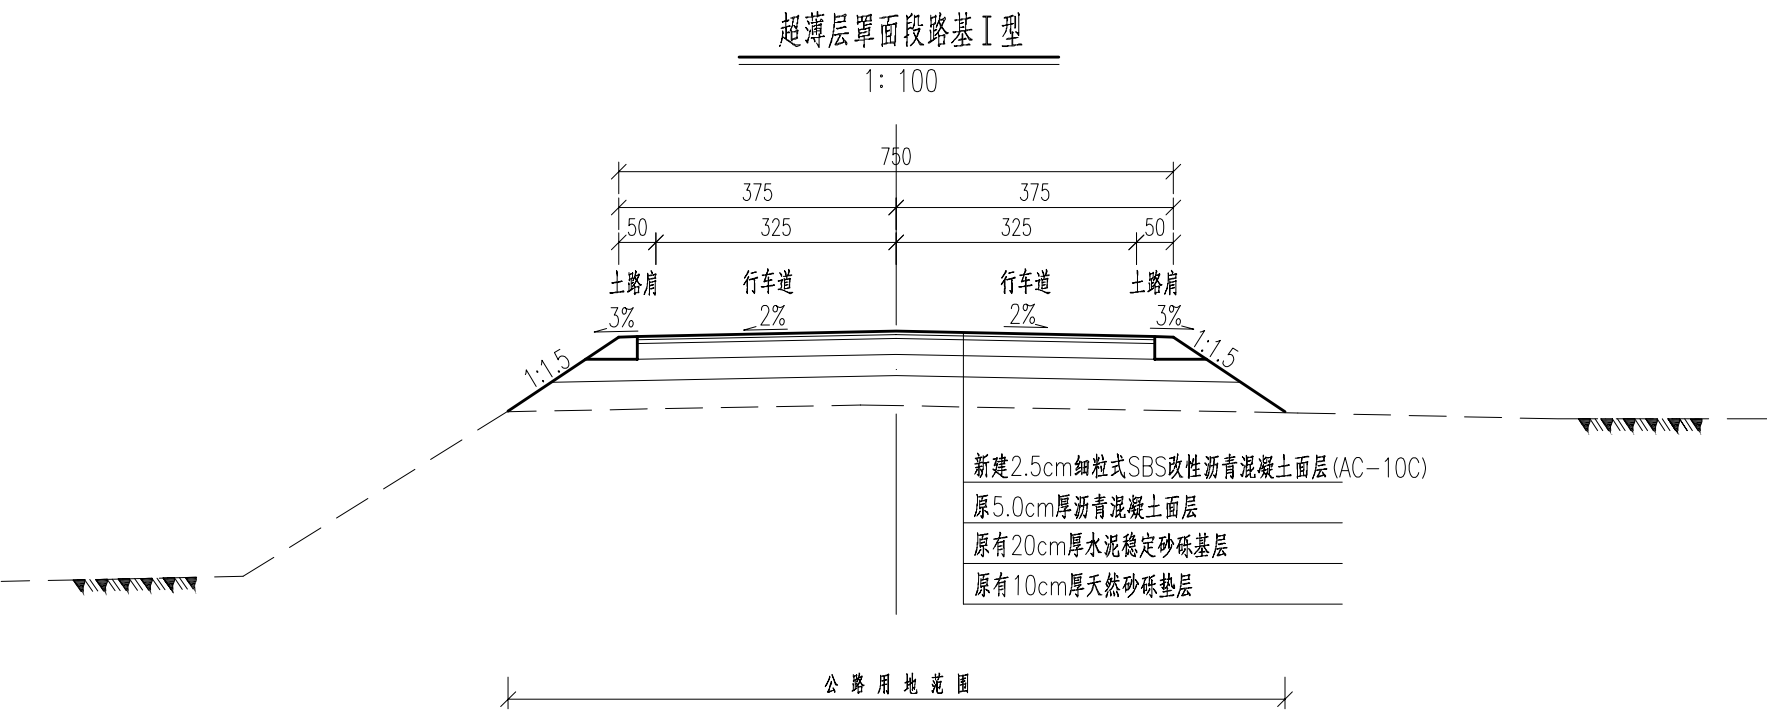 超薄层罩面段路基Ⅰ型
1：100
750
375 375
50 325 325 50
土路肩 行车道 行车道 土路肩
3% 2% 2% 3%
1:1.5 1:1.5
新建2.5cm细粒式SBS改性沥青混凝土面层(AC-10C)
原5.0cm厚沥青混凝土面层
原有20cm厚水泥稳定砂砾基层
原有10cm厚天然砂砾垫层
公路用地范围